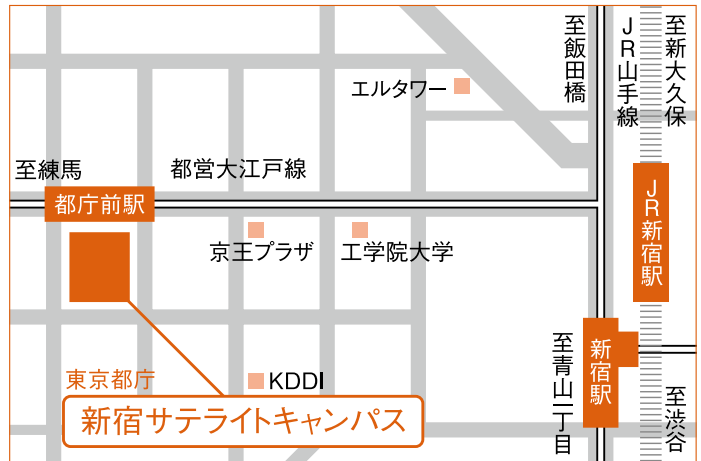 至飯田橋
JR山手線
至新大久保
エルタワー
至練馬
都営大江戸線
都庁前駅
JR新宿駅
京王プラザ
工学院大学
新宿駅
至青山一丁目
東京都庁
KDDI
至渋谷
新宿サテライトキャンパス